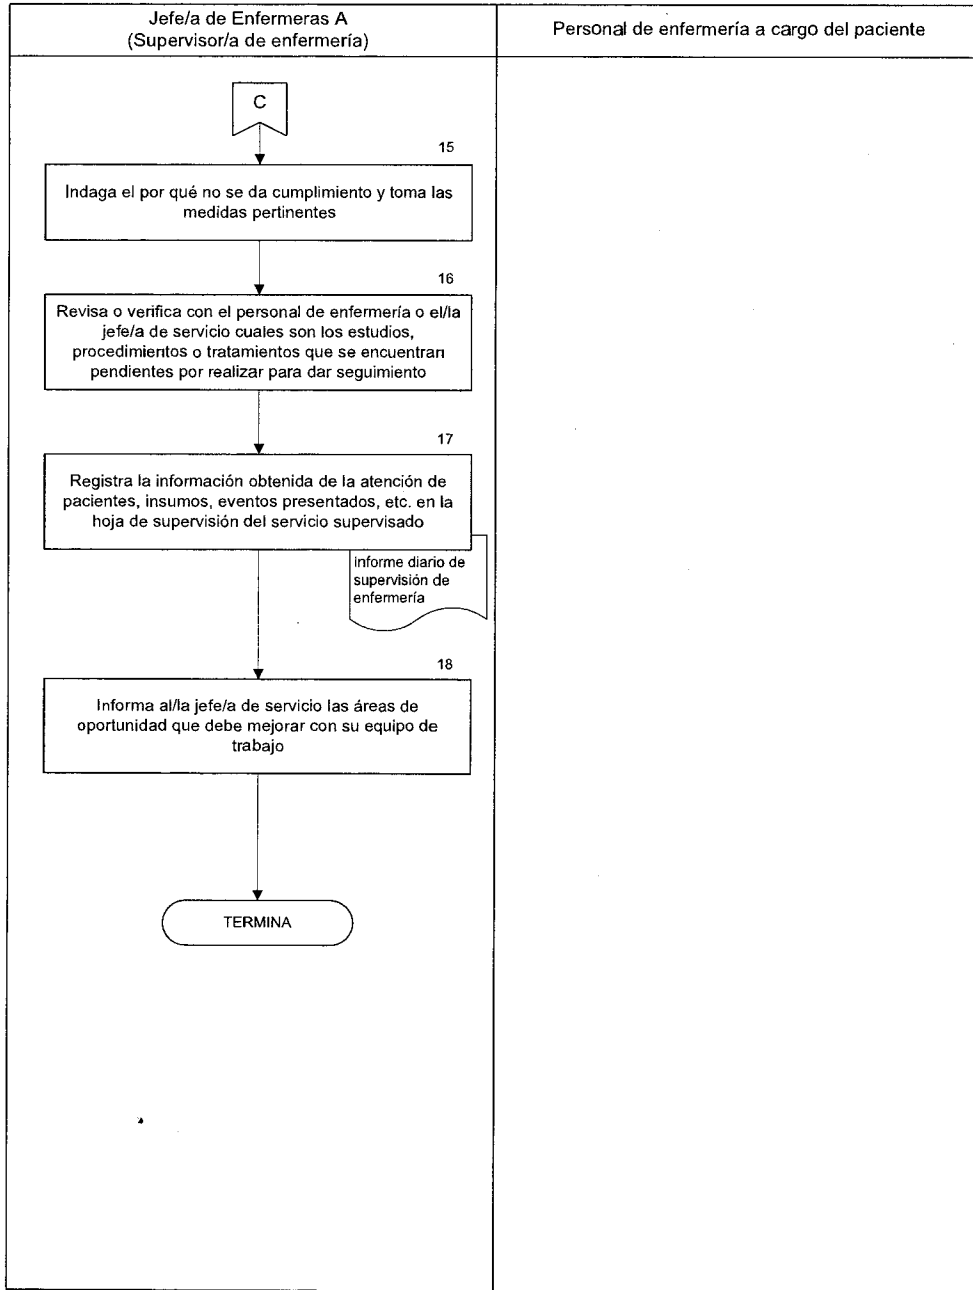 Jefe/a de Enfermeras A
(Supervisor/a de enfermería)
Personal de enfermería a cargo del paciente
C
15
Indaga el por qué no se da cumplimiento y toma las
medidas pertinentes
16
Revisa o verifica con el personal de enfermería o el/la
jefe/a de servicio cuales son los estudios,
procedimientos o tratamientos que se encuentran
pendientes por realizar para dar seguimiento
17
Registra la información obtenida de la atención de
pacientes, insumos, eventos presentados, etc. en la
hoja de supervisión del servicio supervisado
Informe diario de
supervisión de
enfermería
18
Informa al/la jefe/a de servicio las áreas de
oportunidad que debe mejorar con su equipo de
trabajo
TERMINA